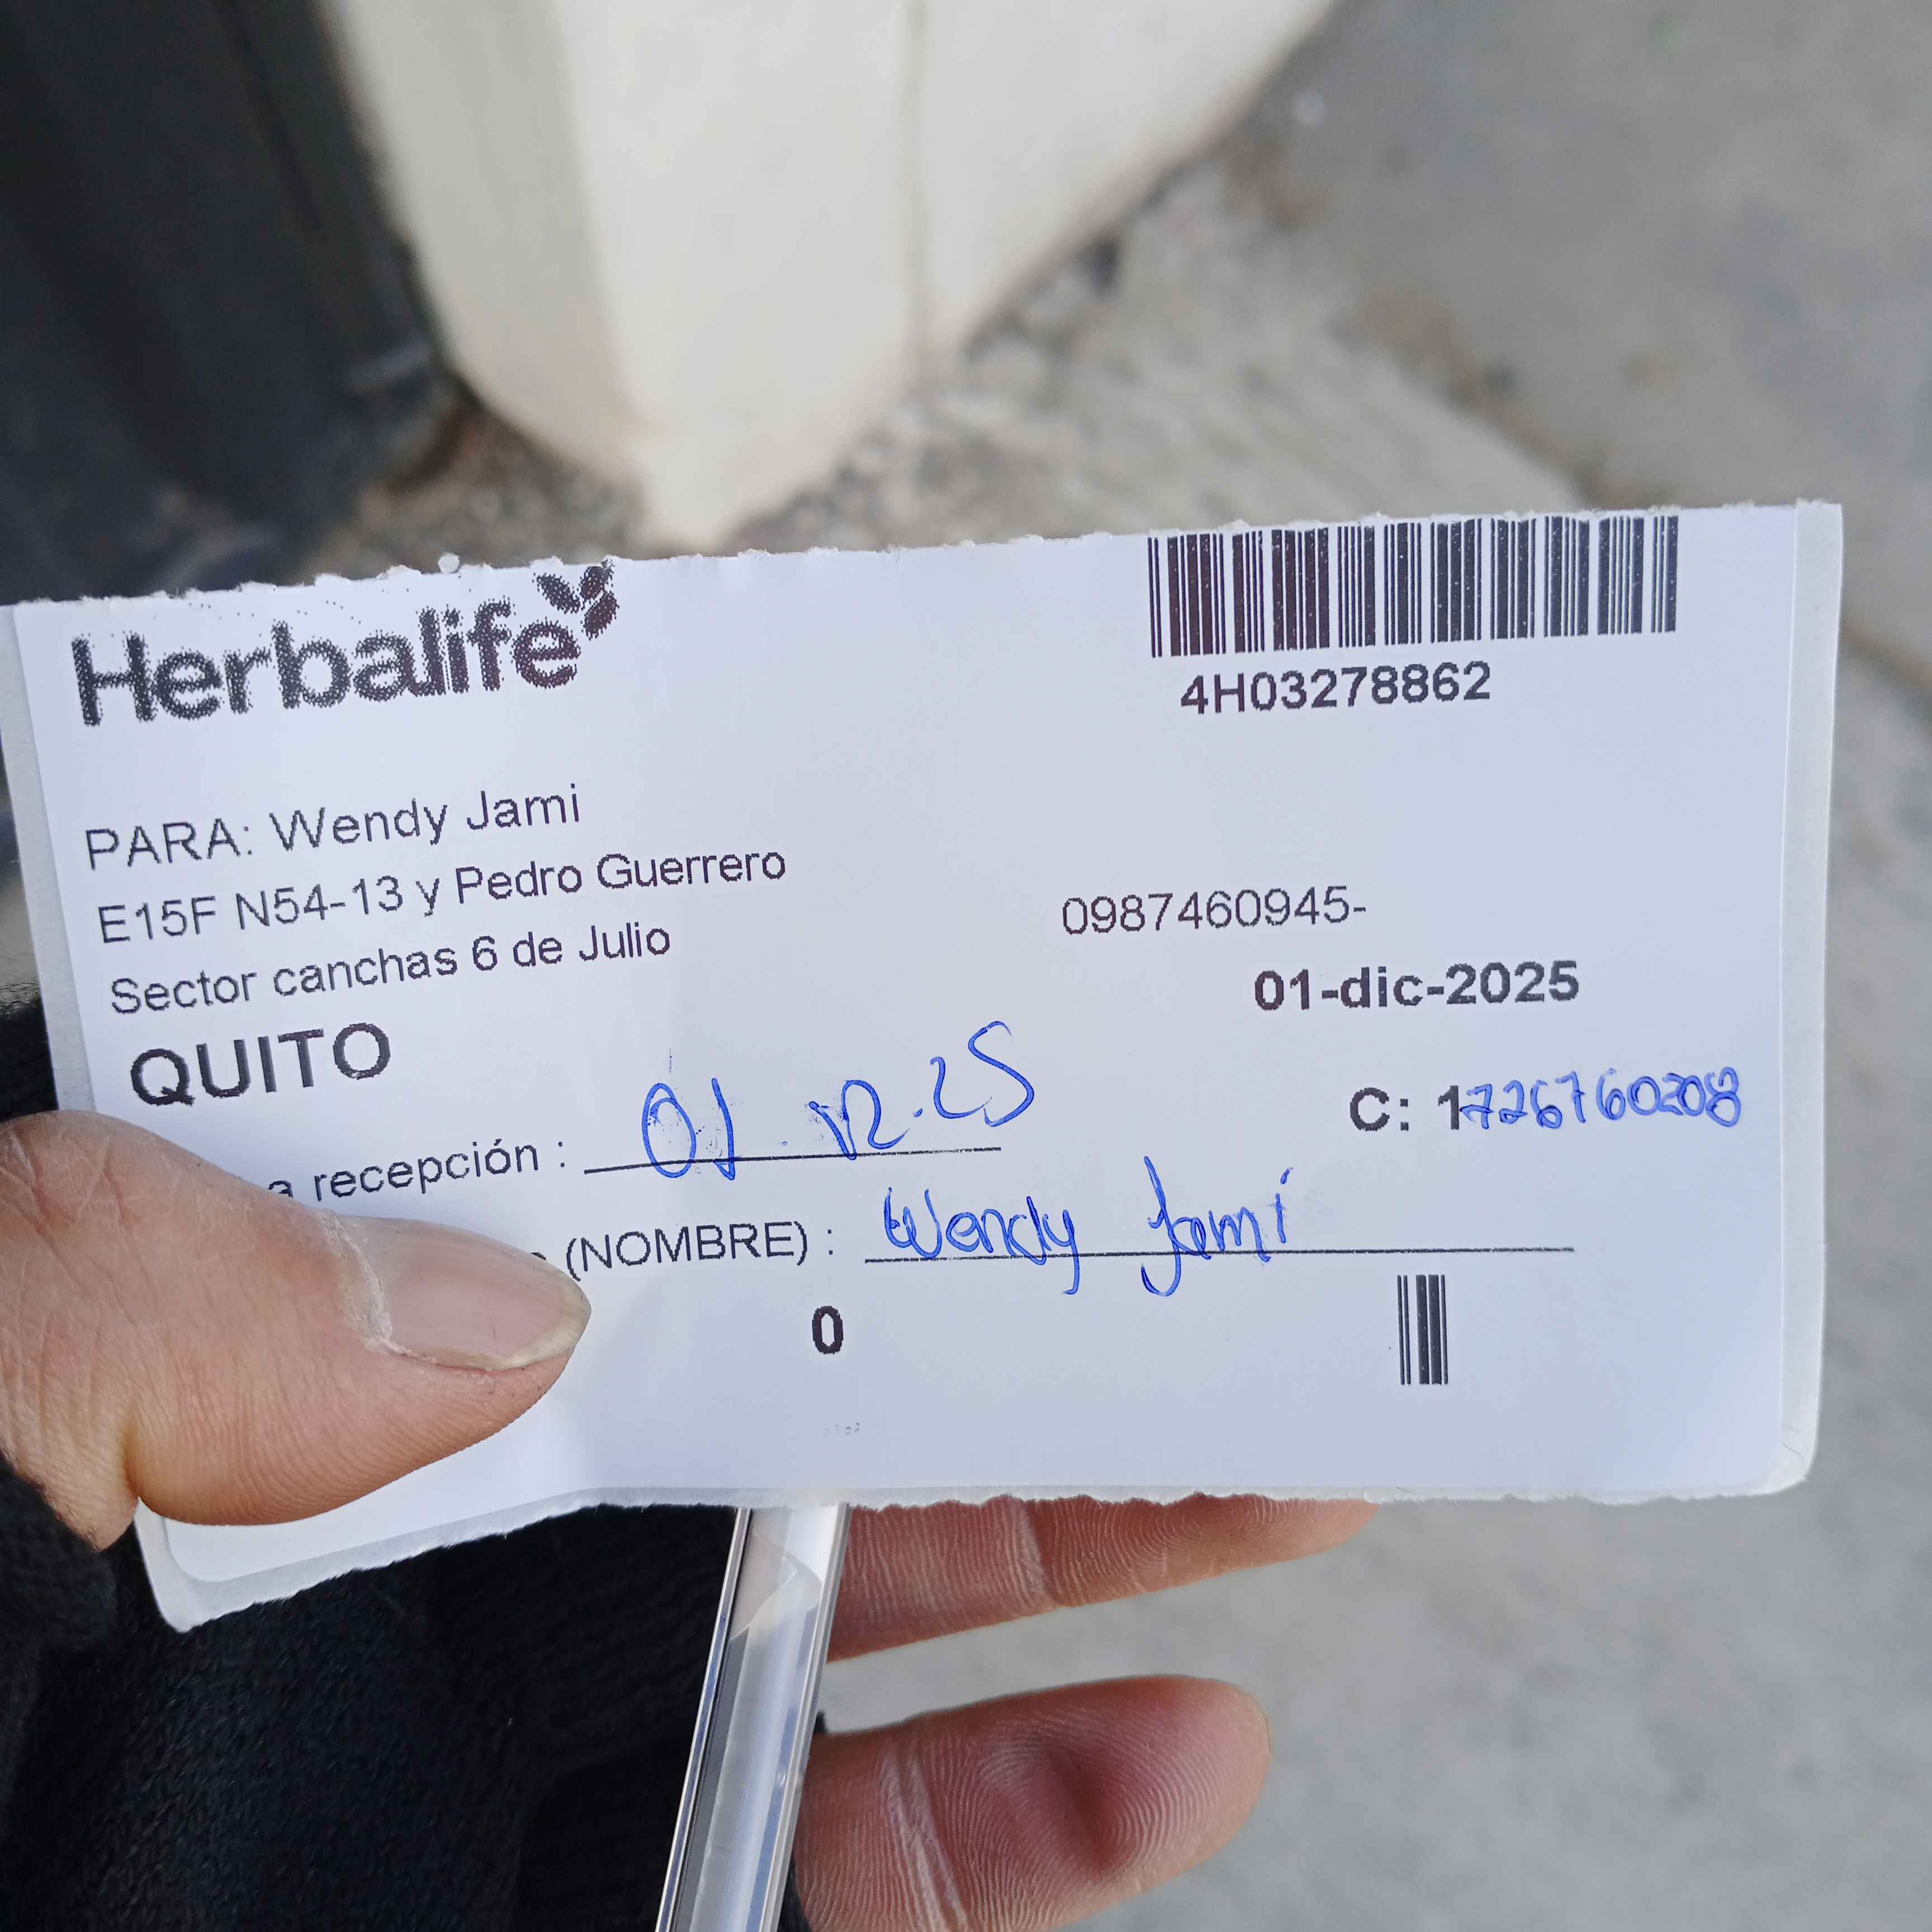 Herbalife
4H03278862
PARA: Wendy Jami
E15F N54-13 y Pedro Guerrero
Sector canchas 6 de Julio
QUITO
0987460945-
01-dic-2025
C: 1726760208
a recepción : 01.12.25
(NOMBRE) : Wendy Jami
0